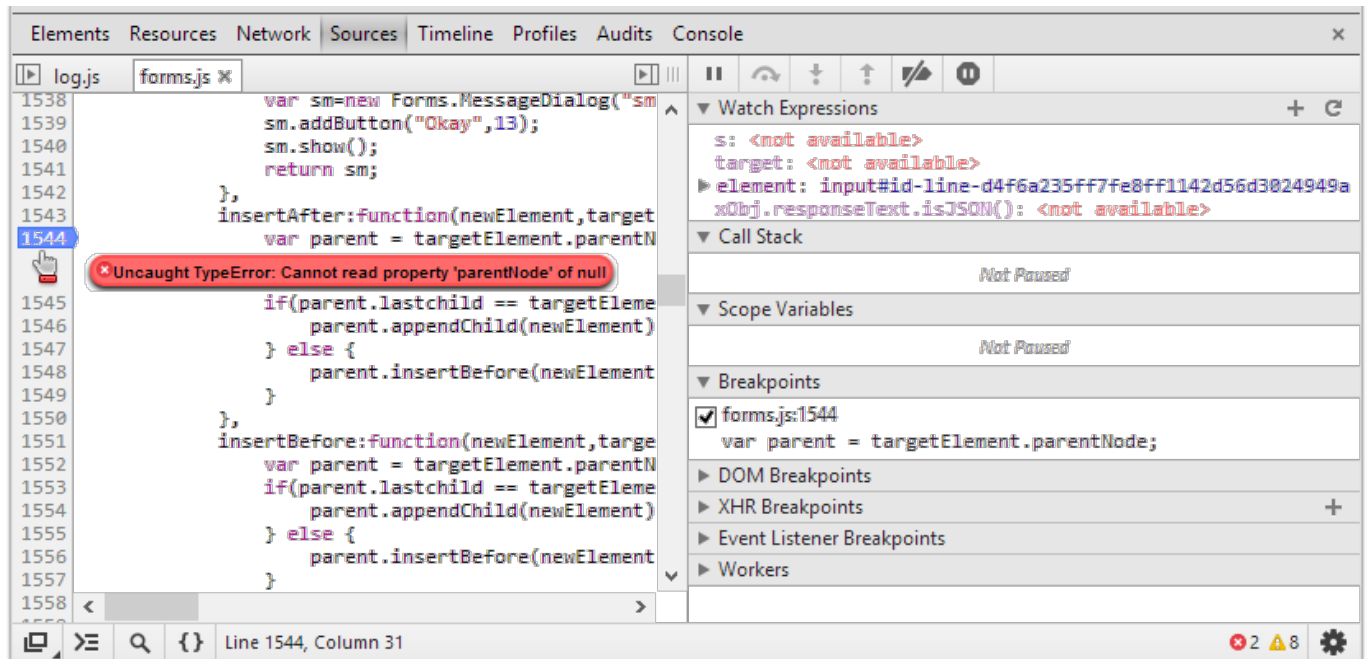 Elements Resources Network Sources Timeline Profiles Audits Console
log.js forms.js
1538 var sm=new Forms.MessageDialog("sm
1539 sm.addButton("Okay",13);
1540 sm.show();
1541 return sm;
1542 },
1543 insertAfter:function(newElement,target
1544 var parent = targetElement.parentN
Uncaught TypeError: Cannot read property 'parentNode' of null
1545 if(parent.lastchild == targetEleme
1546 parent.appendChild(newElement)
1547 } else {
1548 parent.insertBefore(newElement
1549 }
1550 },
1551 insertBefore:function(newElement,targe
1552 var parent = targetElement.parentN
1553 if(parent.lastchild == targetEleme
1554 parent.appendChild(newElement)
1555 } else {
1556 parent.insertBefore(newElement
1557 }
1558
Watch Expressions
s: <not available>
target: <not available>
element: input#id-line-d4f6a235ff7fe8ff1142d56d3024949a
xObj.responseText.isJSON(): <not available>
Call Stack
Not Paused
Scope Variables
Not Paused
Breakpoints
forms.js:1544
var parent = targetElement.parentNode;
DOM Breakpoints
XHR Breakpoints
Event Listener Breakpoints
Workers
{} Line 1544, Column 31
2 8